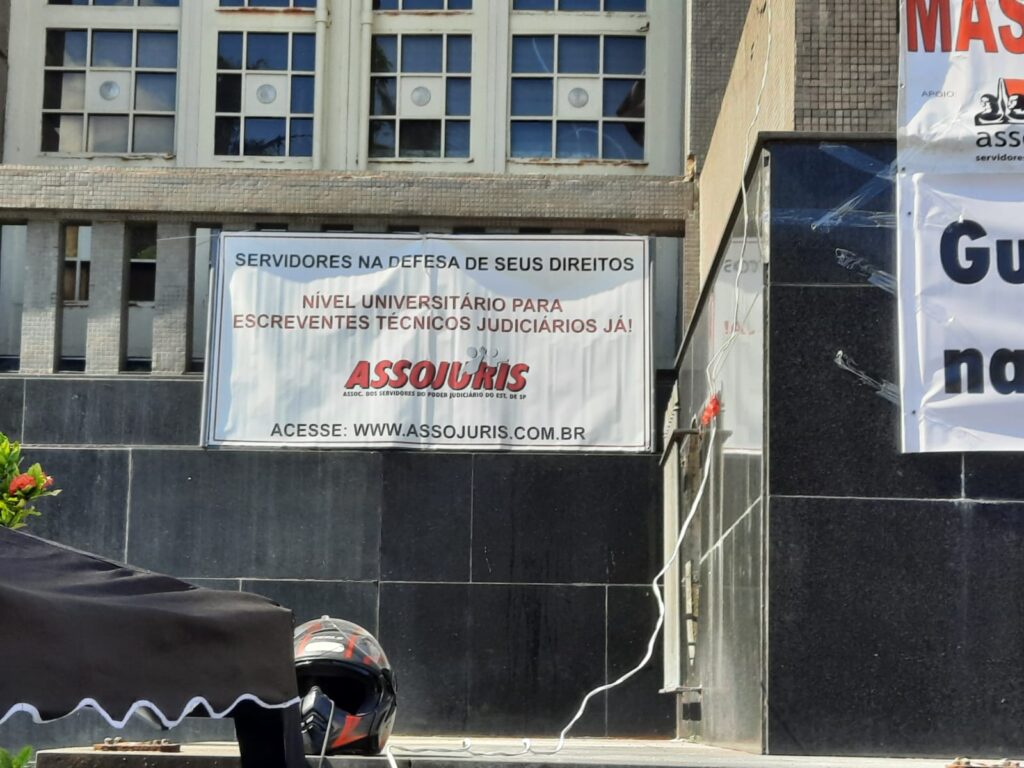 SERVIDORES NA DEFESA DE SEUS DIREITOS
NÍVEL UNIVERSITÁRIO PARA
ESCREVENTES TÉCNICOS JUDICIÁRIOS JÁ!
ASSOJURIS
ASSOC. DOS SERVIDORES DO PODER JUDICIÁRIO DO EST. DE SP
ACESSE: WWW.ASSOJURIS.COM.BR
MAS
APOIO:
asso
servidores
Gu
na